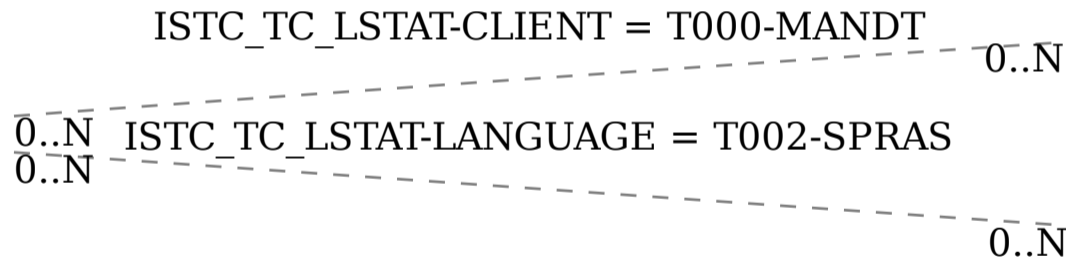 ISTC_TC_LSTAT-CLIENT = T000-MANDT
0..N
0..N ISTC_TC_LSTAT-LANGUAGE = T002-SPRAS
0..N
0..N